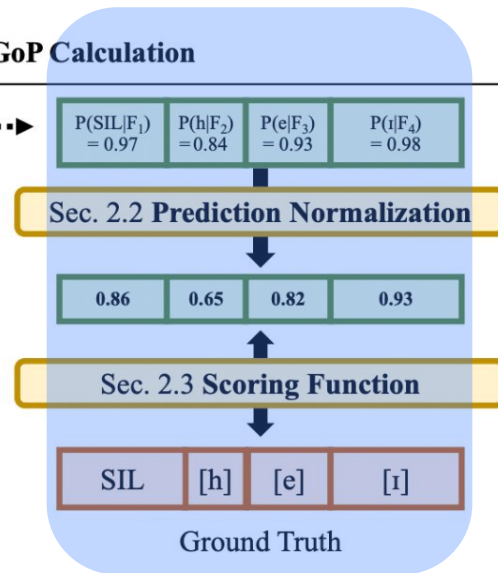 GoP Calculation
P(SIL|F₁) P(h|F₂) P(e|F₃) P(ɪ|F₄)
= 0.97 = 0.84 = 0.93 = 0.98
Sec. 2.2 Prediction Normalization
0.86 0.65 0.82 0.93
Sec. 2.3 Scoring Function
SIL [h] [e] [ɪ]
Ground Truth